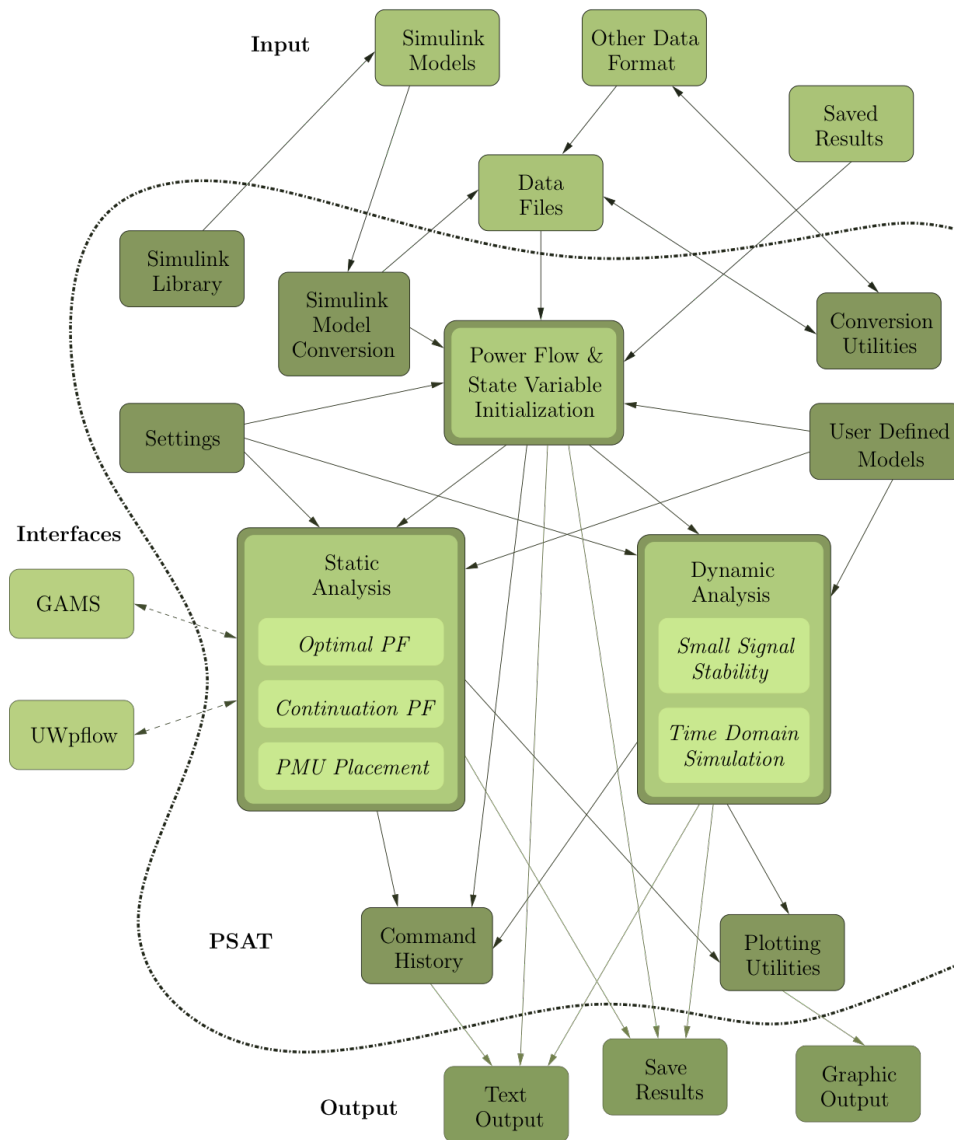 Input
Simulink
Models
Other Data
Format
Saved
Results
Data
Files
Simulink
Library
Simulink
Model
Conversion
Power Flow &
State Variable
Initialization
Conversion
Utilities
Settings
User Defined
Models
Interfaces
GAMS
UWpflow
Static
Analysis
Optimal PF
Continuation PF
PMU Placement
Dynamic
Analysis
Small Signal
Stability
Time Domain
Simulation
PSAT
Command
History
Plotting
Utilities
Output
Text
Output
Save
Results
Graphic
Output